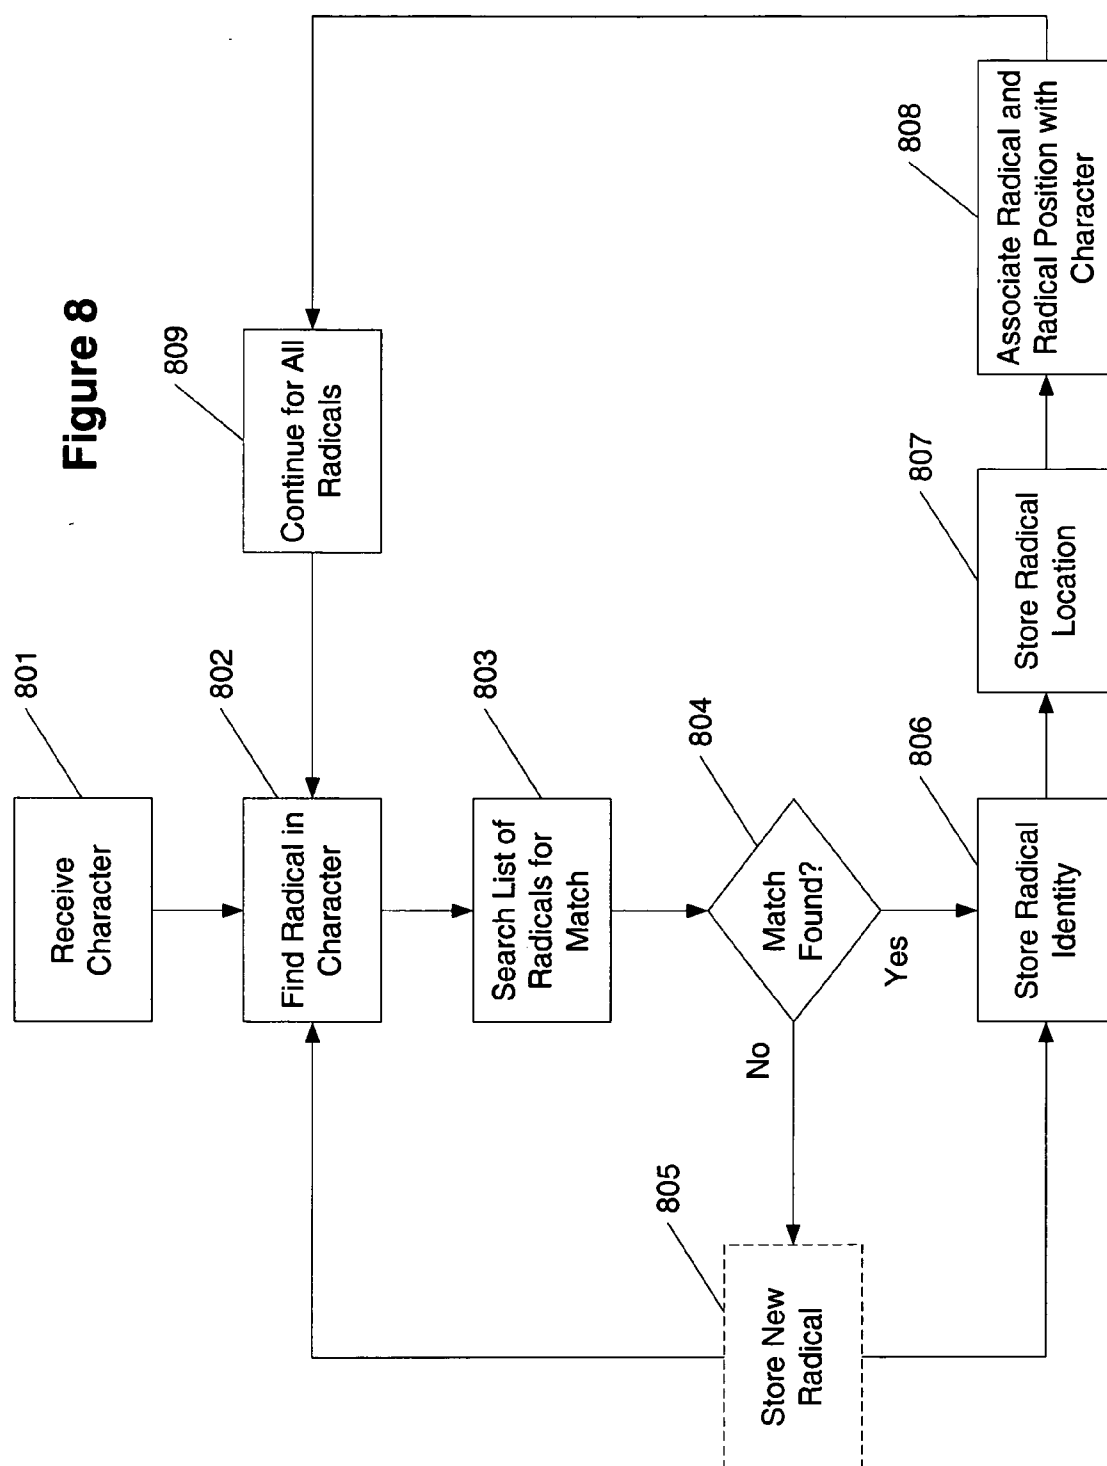 Figure 8
801
Receive
Character
802
Find Radical in
Character
809
Continue for All
Radicals
803
Search List of
Radicals for
Match
804
Match
Found?
No
Yes
805
Store New
Radical
806
Store Radical
Identity
807
Store Radical
Location
808
Associate Radical and
Radical Position with
Character